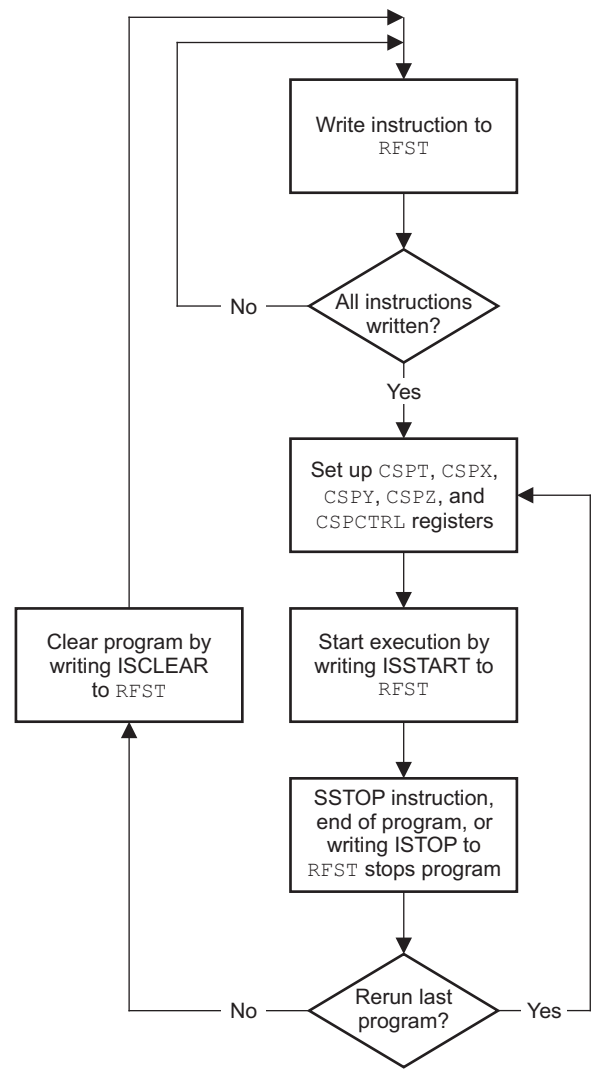 Write instruction to
RFST
No
All instructions
written?
Yes
Set up CSPT, CSPX,
CSPY, CSPZ, and
CSPCTRL registers
Clear program by
writing ISCLEAR
to RFST
Start execution by
writing ISSTART to
RFST
SSTOP instruction,
end of program, or
writing ISTOP to
RFST stops program
No
Rerun last
program?
Yes